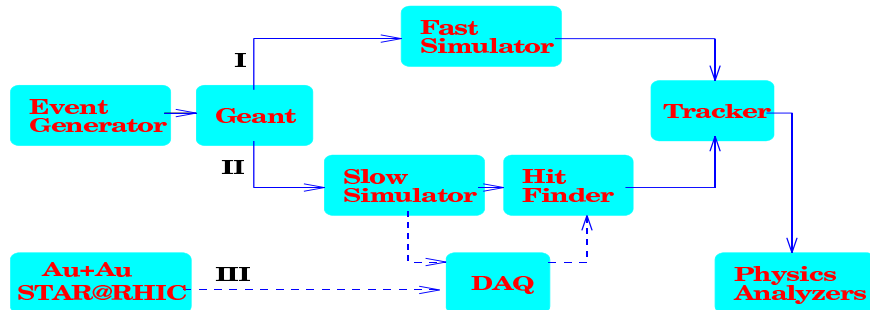 Fast
Simulator
I
Event
Generator
Geant
Tracker
II
Slow
Simulator
Hit
Finder
Au+Au
STAR@RHIC
III
DAQ
Physics
Analyzers